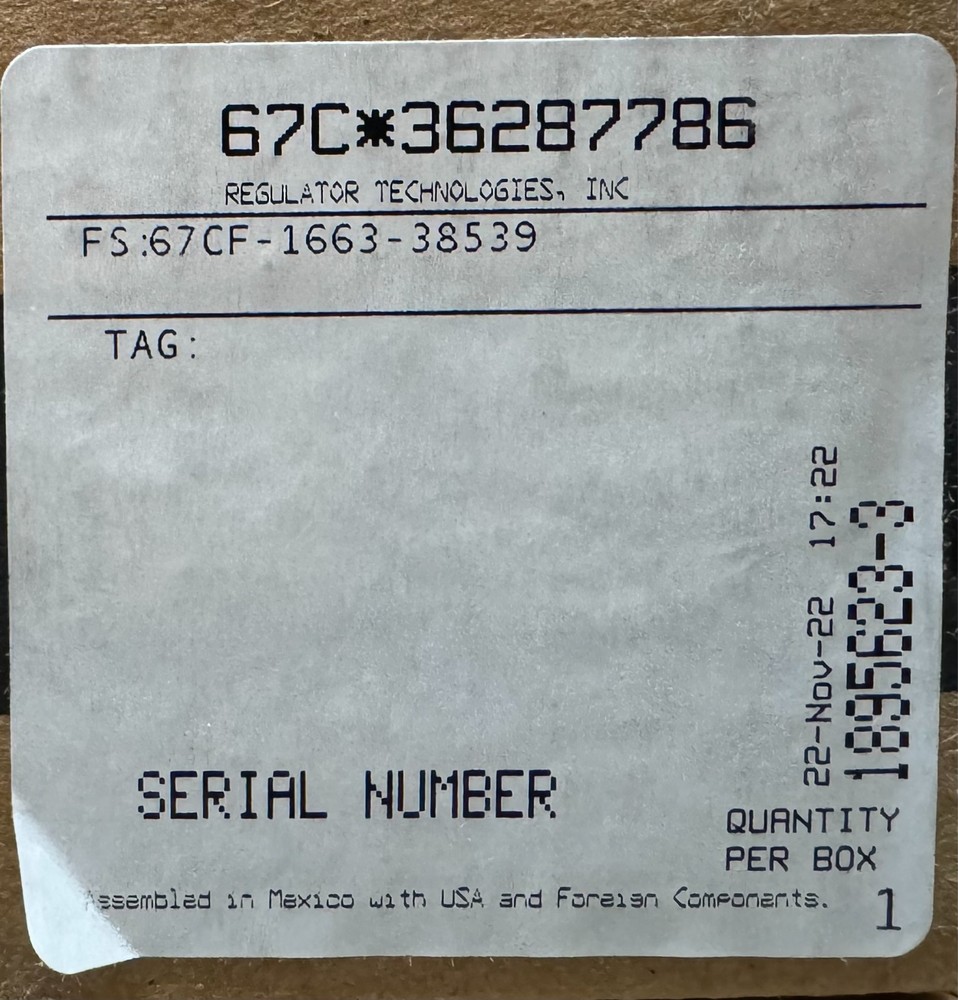 67C*36287786
REGULATOR TECHNOLOGIES, INC
FS:67CF-1663-38539
TAG:
22-Nov-22 17:22
1895623-3
SERIAL NUMBER
QUANTITY
PER BOX
1
Assembled in Mexico with USA and Foreign Components.